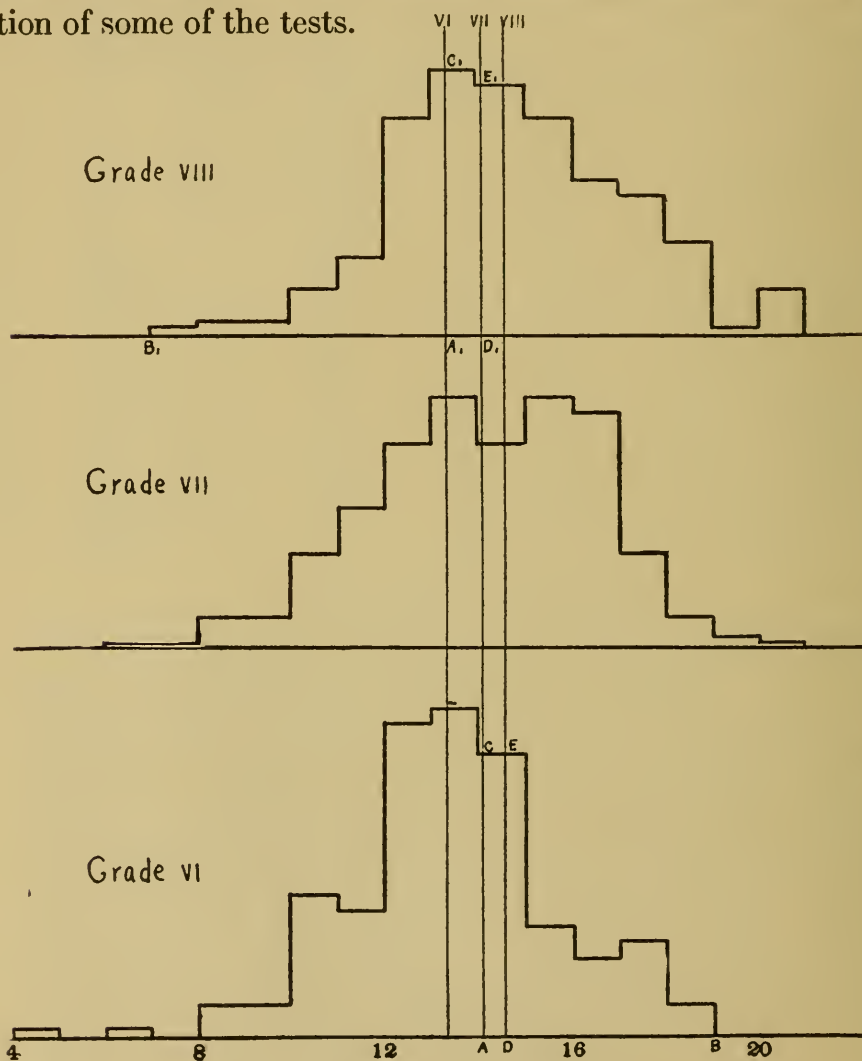 tion of some of the tests.
VI VII VIII
C₁ E₁
Grade VIII
B₁ A₁ D₁
Grade VII
C E
Grade VI
4 8 12 A D 16 B 20